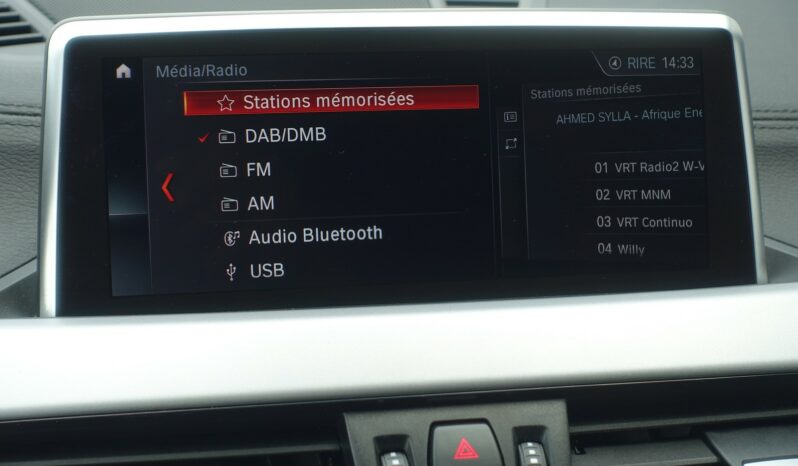 Média/Radio
RIRE 14:33
Stations mémorisées
DAB/DMB
FM
AM
Audio Bluetooth
USB
Stations mémorisées
AHMED SYLLA - Afrique Ene
01 VRT Radio2 W-V
02 VRT MNM
03 VRT Continuo
04 Willy